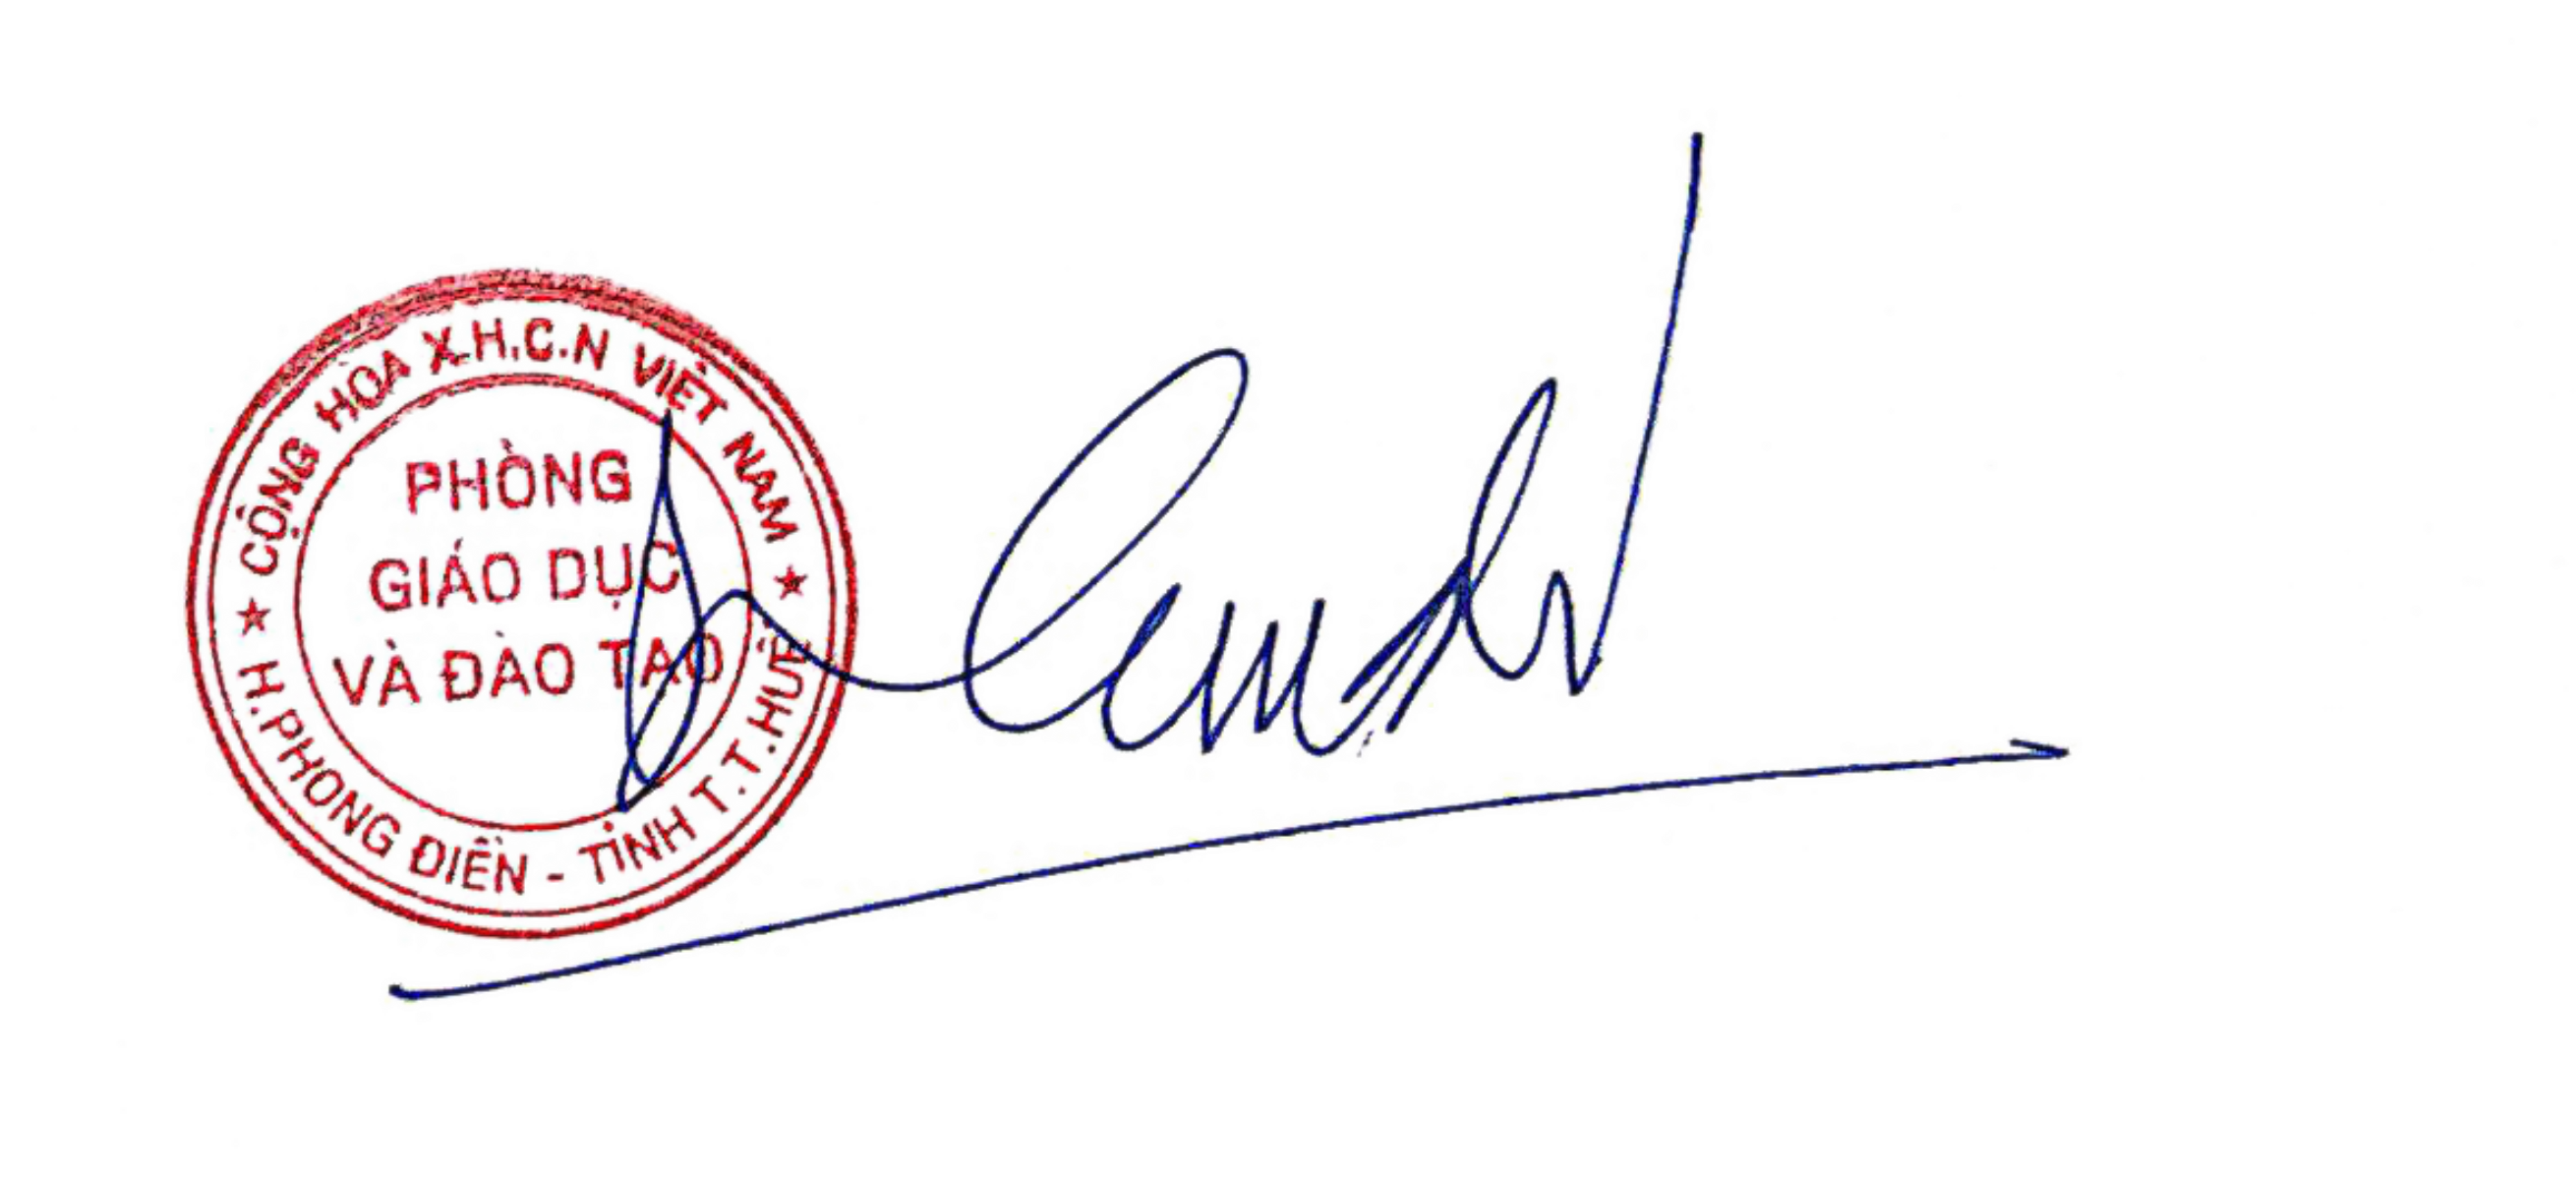 CỘNG HÒA X.H.C.N VIỆT NAM
PHÒNG
GIÁO DỤC
VÀ ĐÀO TẠO
H.PHONG ĐIỀN - TỈNH T.T.HUẾ